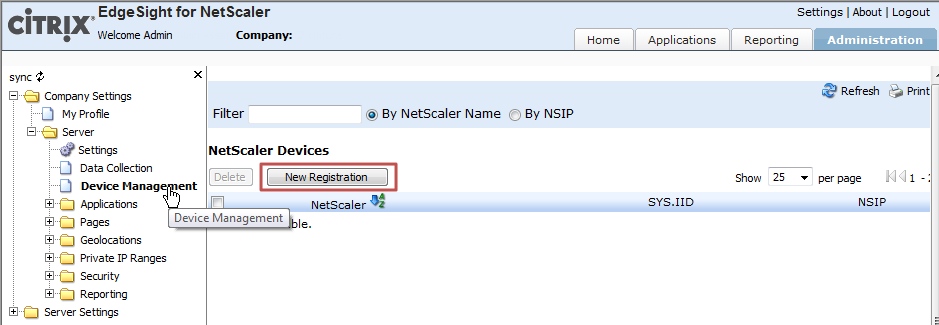 CITRIX EdgeSight for NetScaler Settings | About | Logout
Welcome Admin Company:
Home Applications Reporting Administration
sync
Company Settings
My Profile
Server
Settings
Data Collection
Device Management
Applications
Pages
Geolocations
Private IP Ranges
Security
Reporting
Server Settings
Device Management
Refresh Print
Filter By NetScaler Name By NSIP
NetScaler Devices
Delete New Registration Show 25 per page 1 -
NetScaler SYS.IID NSIP